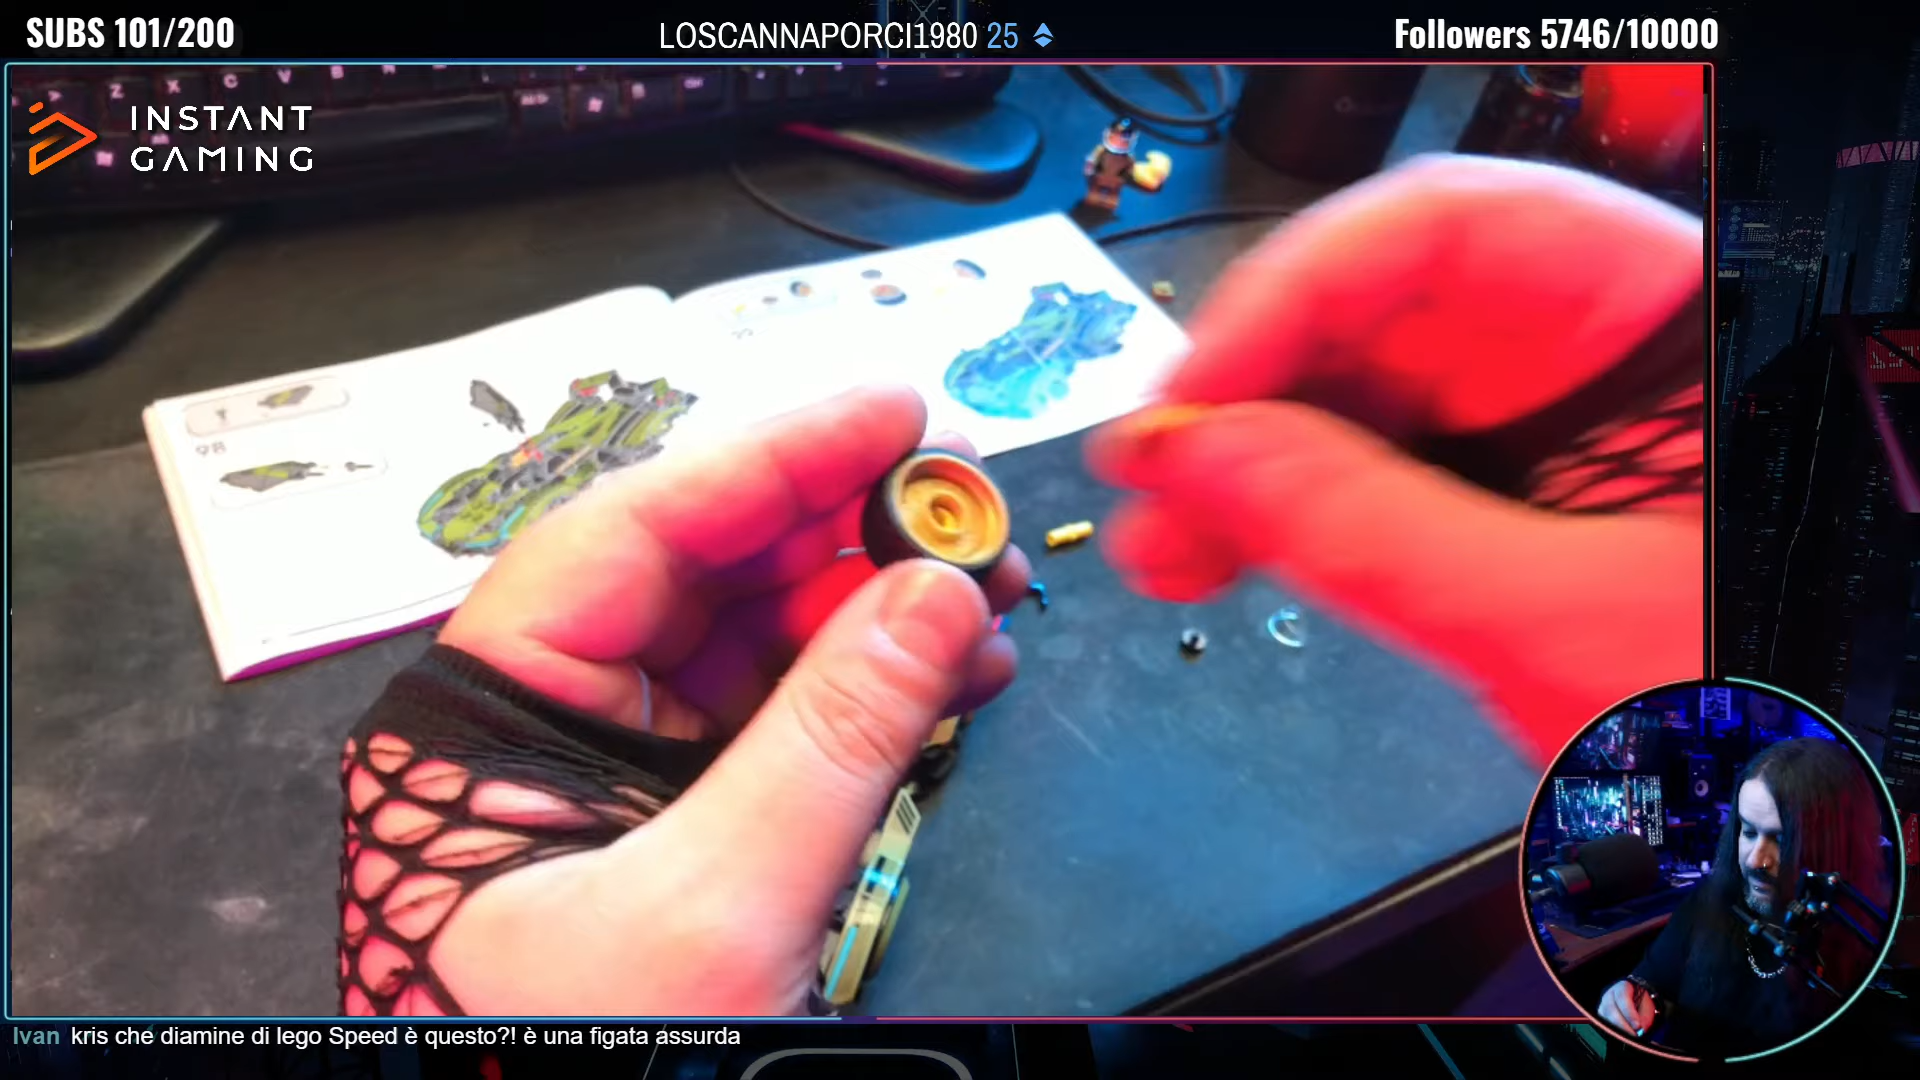 SUBS 101/200
LOSCANNAPORCI1980 25
Followers 5746/10000
INSTANT
GAMING
Z X C V B N
98
Ivan kris che diamine di lego Speed è questo?! è una figata assurda